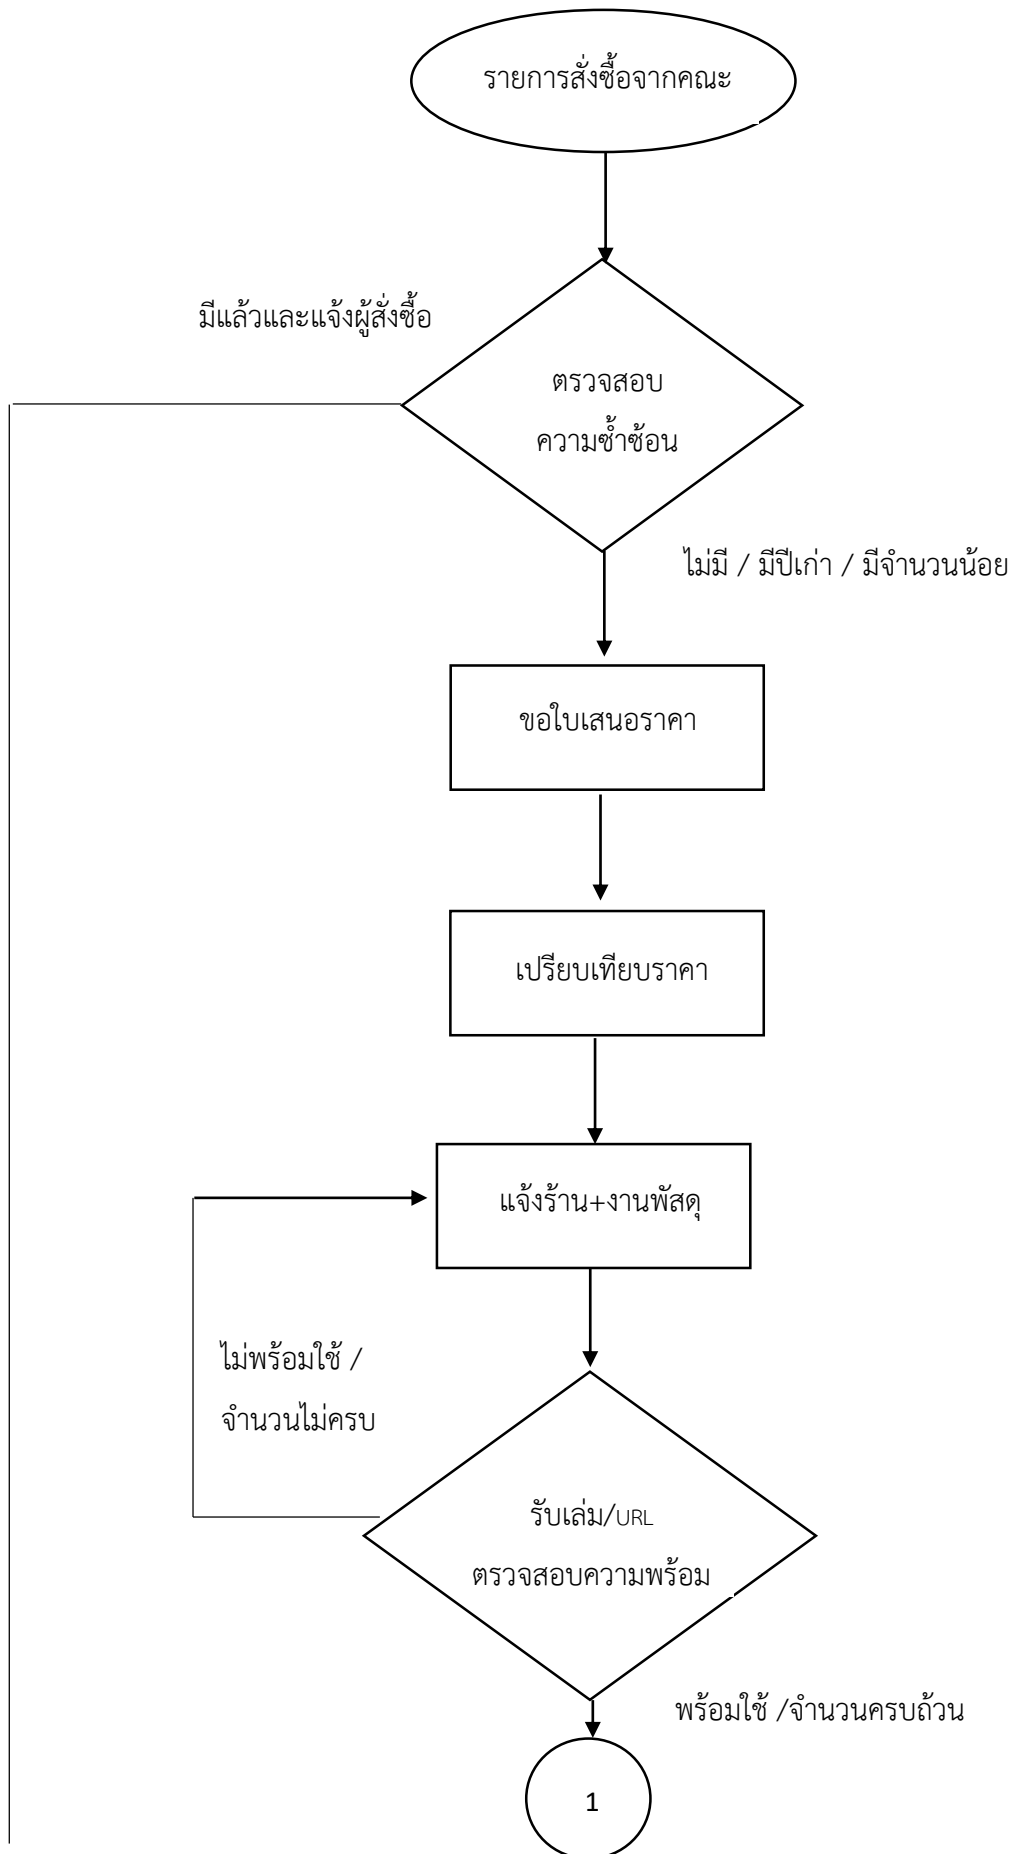 รายการสั่งซื้อจากคณะ
มีแล้วและแจ้งผู้สั่งซื้อ
ตรวจสอบ
ความซ้ำซ้อน
ไม่มี / มีปีเก่า / มีจำนวนน้อย
ขอใบเสนอราคา
เปรียบเทียบราคา
แจ้งร้าน+งานพัสดุ
ไม่พร้อมใช้ /
จำนวนไม่ครบ
รับเล่ม/URL
ตรวจสอบความพร้อม
พร้อมใช้ /จำนวนครบถ้วน
1